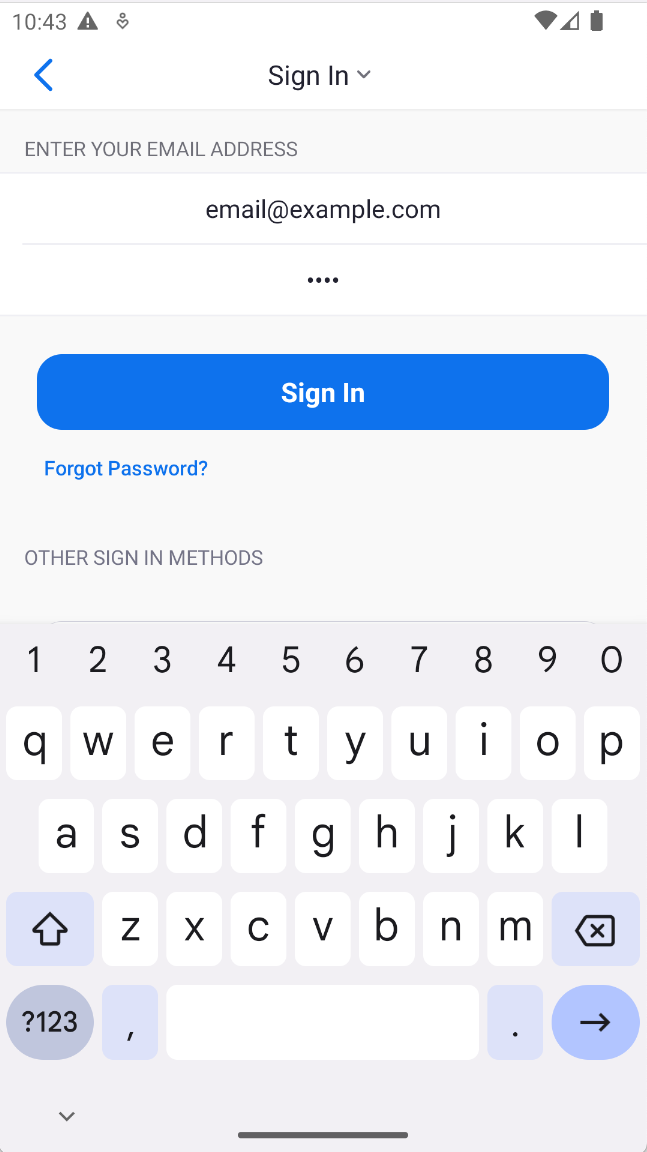 10:43
Sign In
ENTER YOUR EMAIL ADDRESS
email@example.com
••••
Sign In
Forgot Password?
OTHER SIGN IN METHODS
1 2 3 4 5 6 7 8 9 0
q w e r t y u i o p
a s d f g h j k l
z x c v b n m
?123 , .